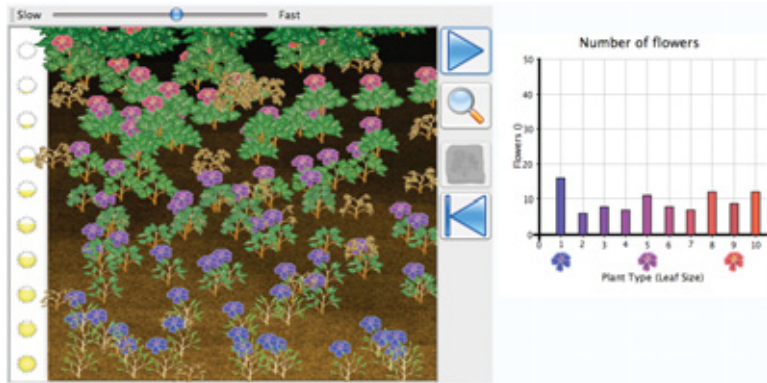 Slow Fast
Number of flowers
50
40
30
20
10
0
Flowers ()
0 1 2 3 4 5 6 7 8 9 10
Plant Type (Leaf Size)